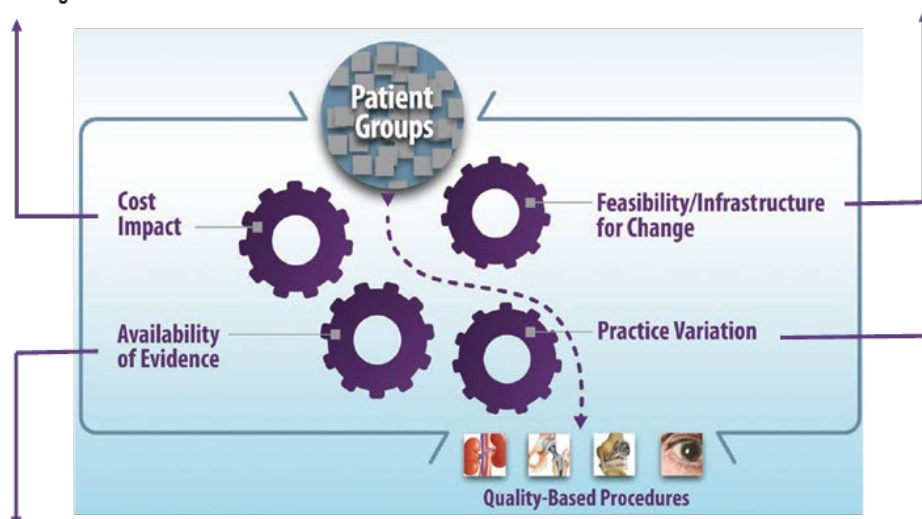 Patient
Groups
Cost
Impact
Feasibility/Infrastructure
for Change
Availability
of Evidence
Practice Variation
Quality-Based Procedures